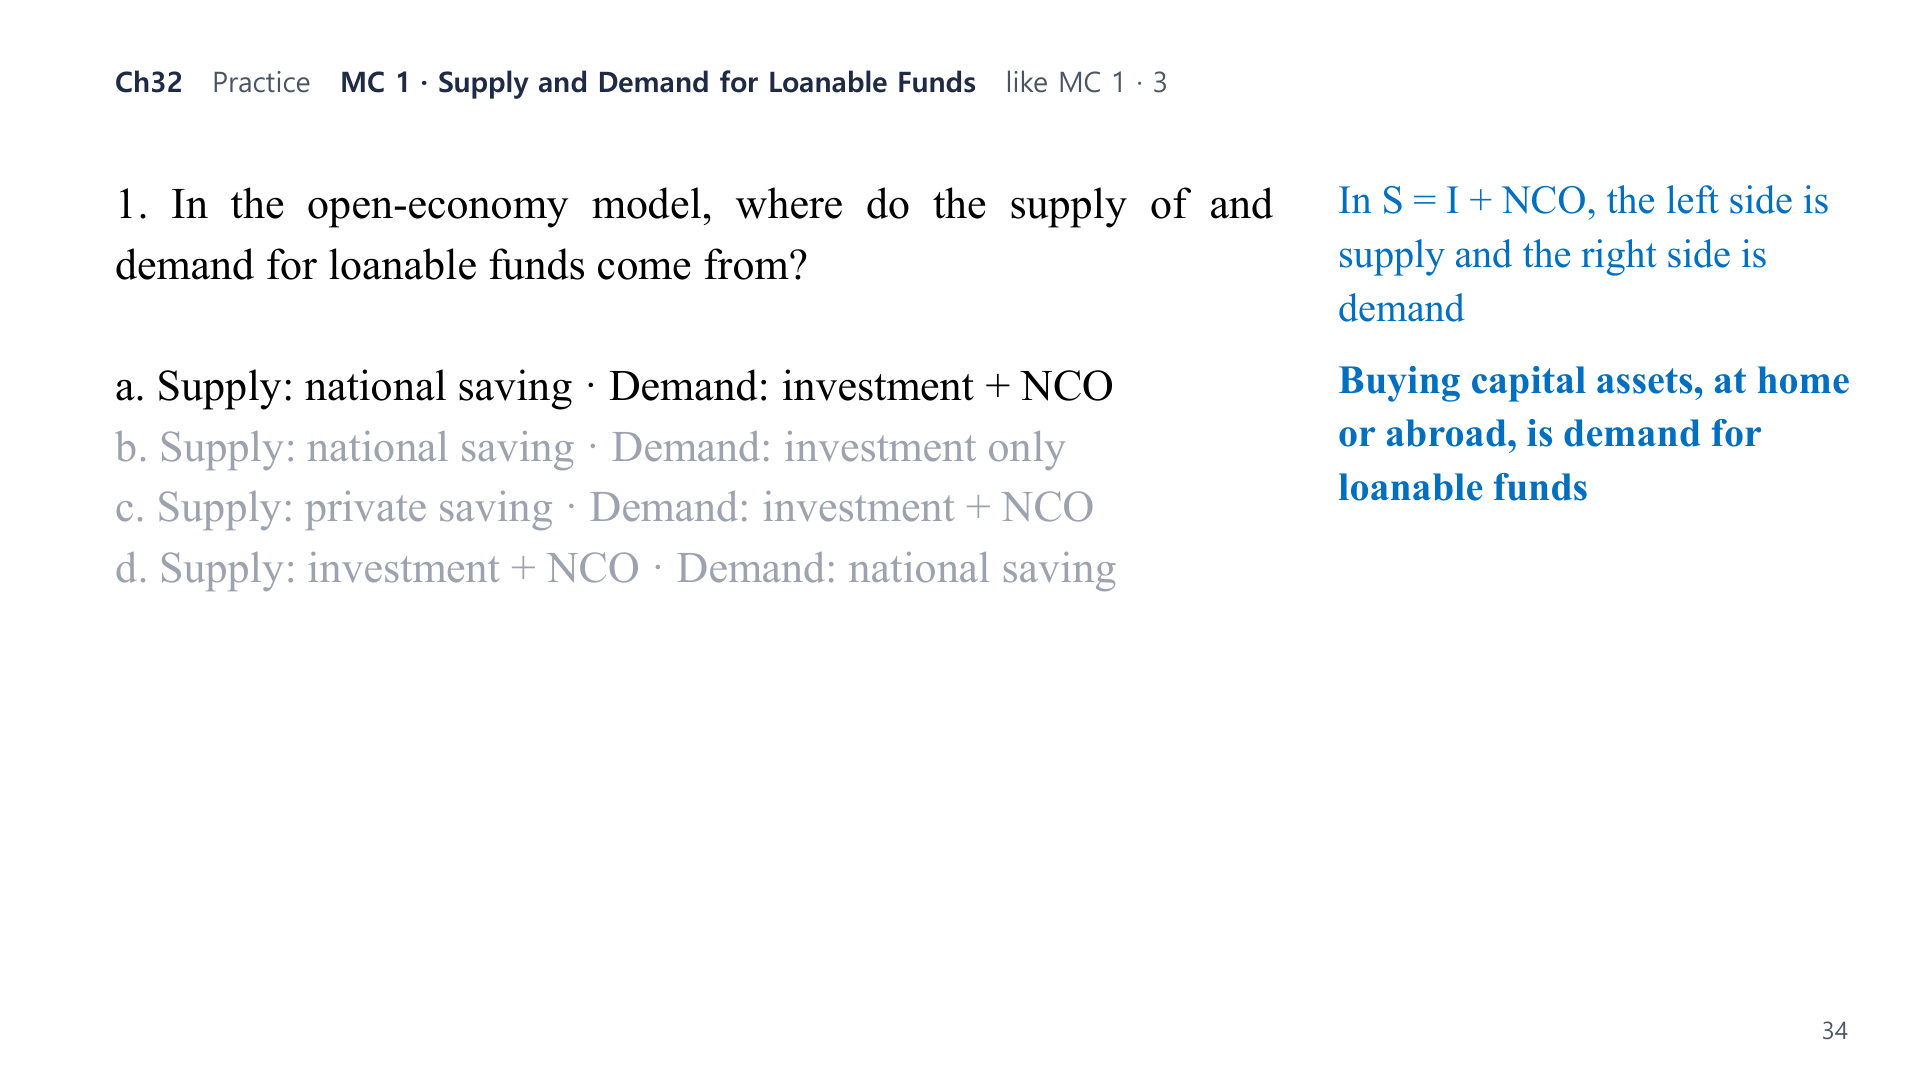 Ch32 Practice MC 1 · Supply and Demand for Loanable Funds like MC 1 · 3
1. In the open-economy model, where do the supply of and
demand for loanable funds come from?
a. Supply: national saving · Demand: investment + NCO
b. Supply: national saving · Demand: investment only
c. Supply: private saving · Demand: investment + NCO
d. Supply: investment + NCO · Demand: national saving
In S = I + NCO, the left side is
supply and the right side is
demand
Buying capital assets, at home
or abroad, is demand for
loanable funds
34